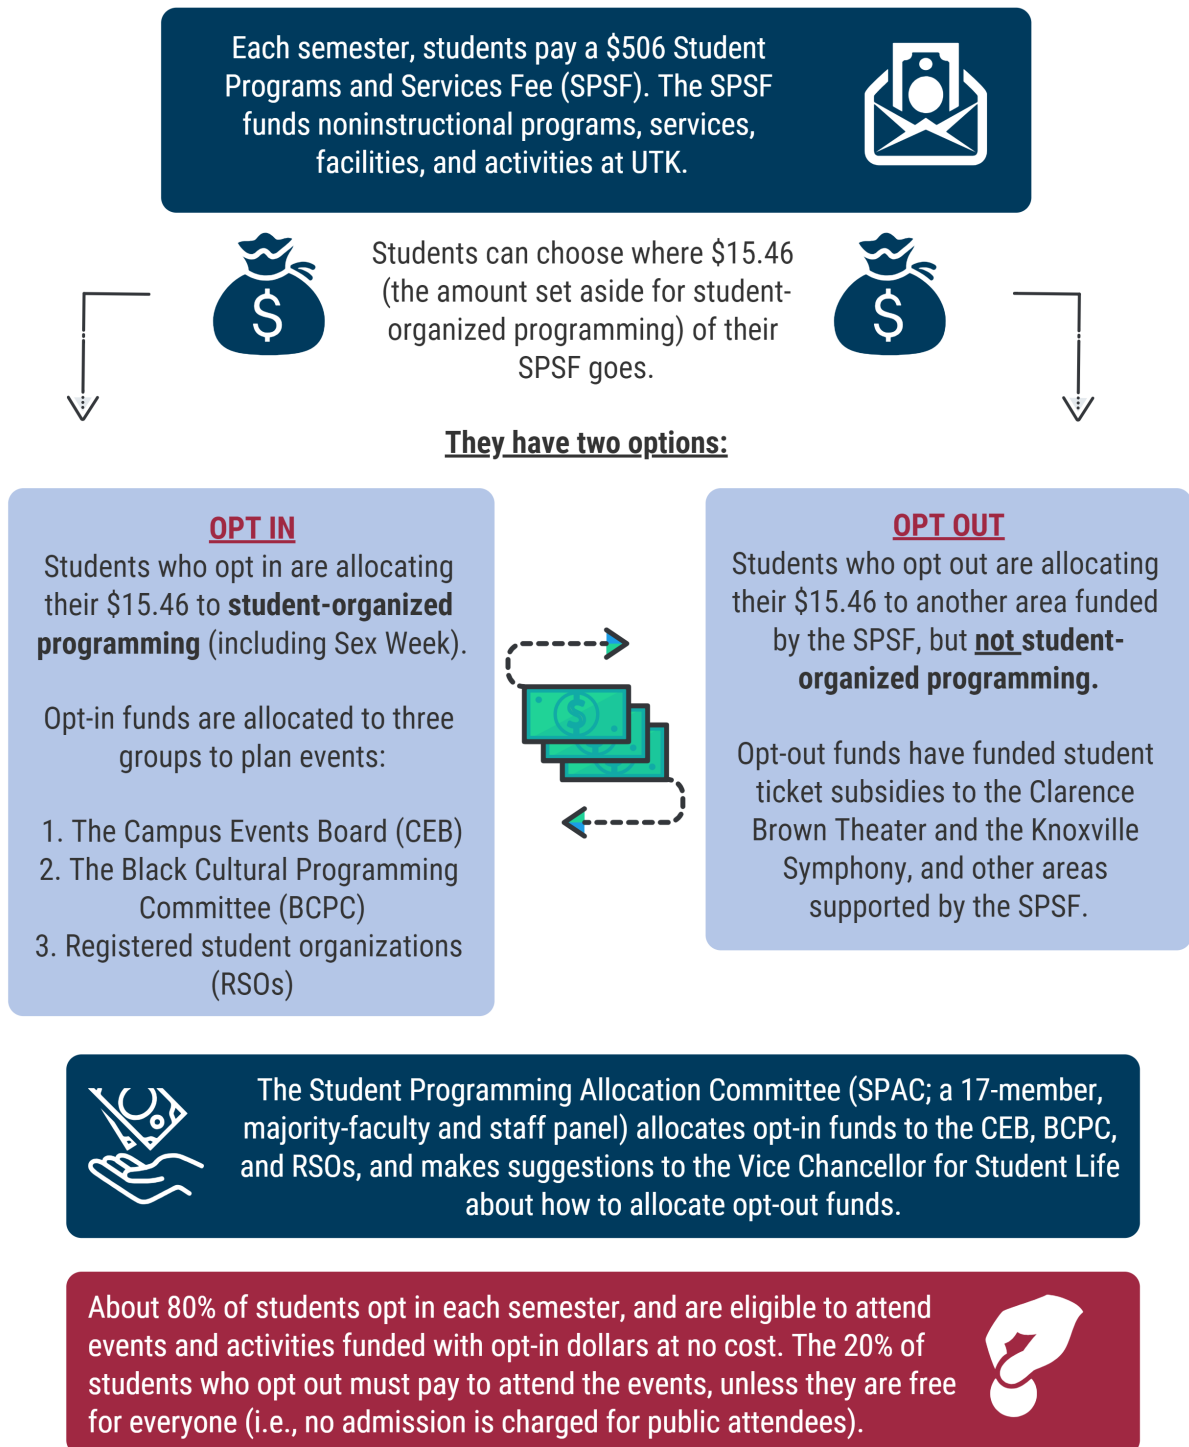 Each semester, students pay a $506 Student
Programs and Services Fee (SPSF). The SPSF
funds noninstructional programs, services,
facilities, and activities at UTK.
$
Students can choose where $15.46
(the amount set aside for student-
organized programming) of their
SPSF goes.
$
They have two options:
OPT IN
Students who opt in are allocating
their $15.46 to student-organized
programming (including Sex Week).
Opt-in funds are allocated to three
groups to plan events:
1. The Campus Events Board (CEB)
2. The Black Cultural Programming
Committee (BCPC)
3. Registered student organizations
(RSOs)
$
OPT OUT
Students who opt out are allocating
their $15.46 to another area funded
by the SPSF, but not student-
organized programming.
Opt-out funds have funded student
ticket subsidies to the Clarence
Brown Theater and the Knoxville
Symphony, and other areas
supported by the SPSF.
The Student Programming Allocation Committee (SPAC; a 17-member,
majority-faculty and staff panel) allocates opt-in funds to the CEB, BCPC,
and RSOs, and makes suggestions to the Vice Chancellor for Student Life
about how to allocate opt-out funds.
About 80% of students opt in each semester, and are eligible to attend
events and activities funded with opt-in dollars at no cost. The 20% of
students who opt out must pay to attend the events, unless they are free
for everyone (i.e., no admission is charged for public attendees).